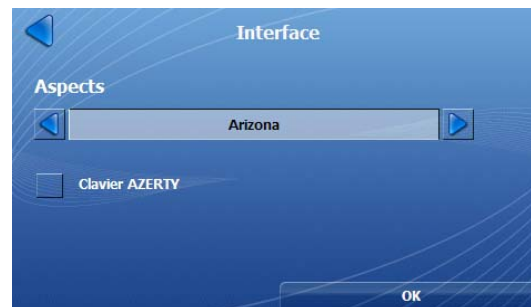 Interface
Aspects
Arizona
Clavier AZERTY
OK